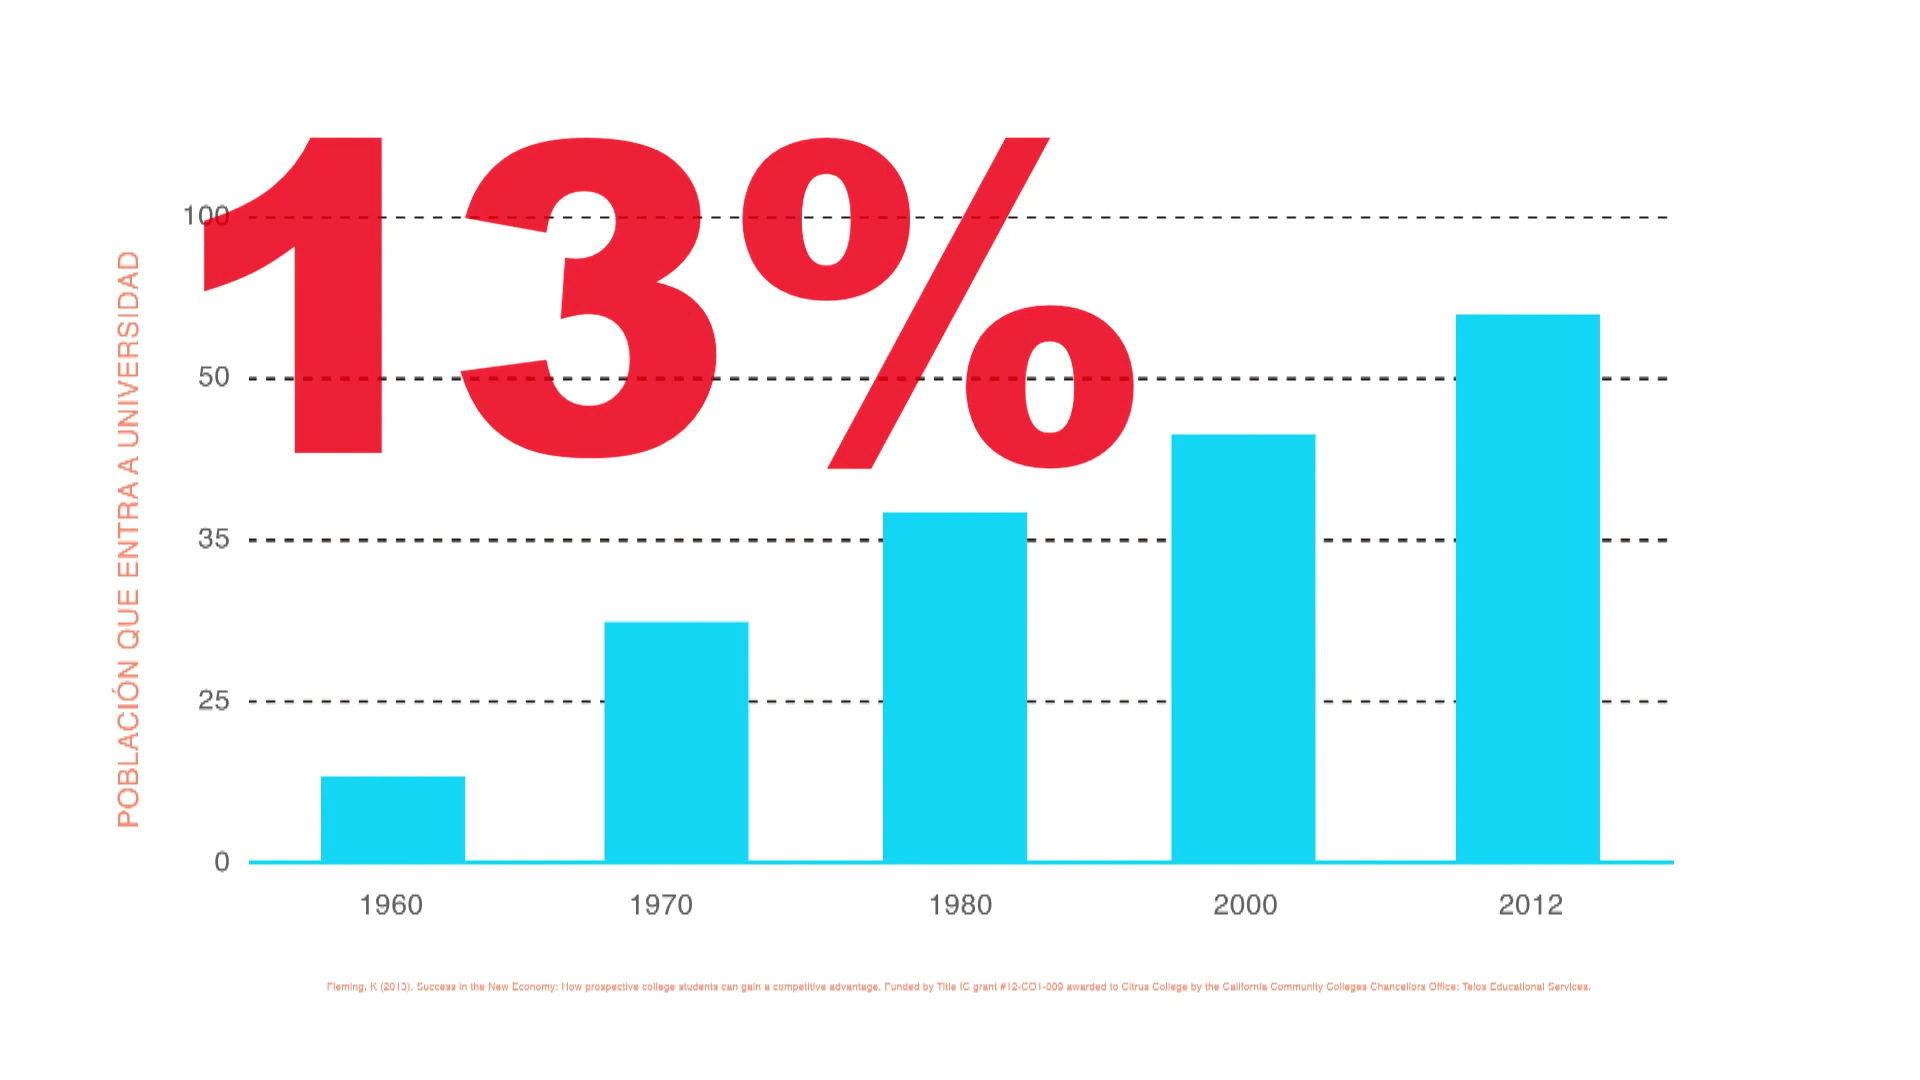 13%
100
50
35
25
0
POBLACIÓN QUE ENTRA A UNIVERSIDAD
1960 1970 1980 2000 2012
Fleming, K (2013). Success in the New Economy: How prospective college students can gain a competitive advantage. Funded by Title IC grant #12-CO1-009 awarded to Citrus College by the California Community Colleges Chancellors Office: Telos Educational Services.